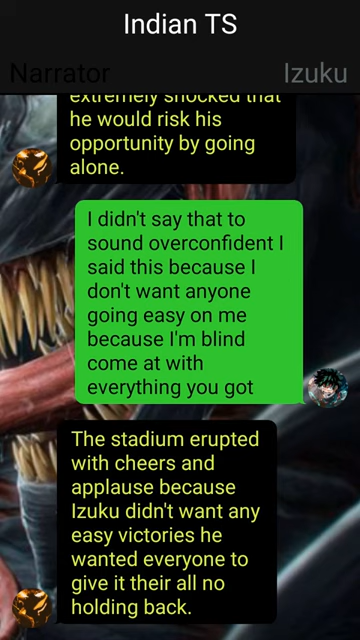 Indian TS
Narrator
Izuku
extremely shocked that
he would risk his
opportunity by going
alone.
I didn't say that to
sound overconfident I
said this because I
don't want anyone
going easy on me
because I'm blind
come at with
everything you got
The stadium erupted
with cheers and
applause because
Izuku didn't want any
easy victories he
wanted everyone to
give it their all no
holding back.